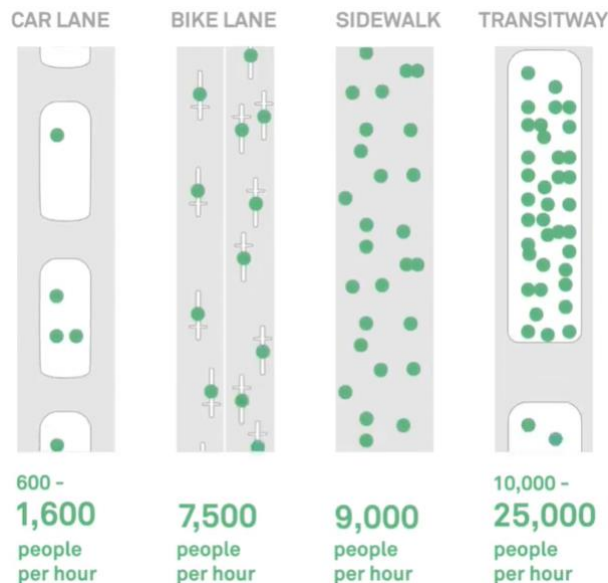 CAR LANE
BIKE LANE
SIDEWALK
TRANSITWAY
600 -
1,600
people
per hour
7,500
people
per hour
9,000
people
per hour
10,000 -
25,000
people
per hour